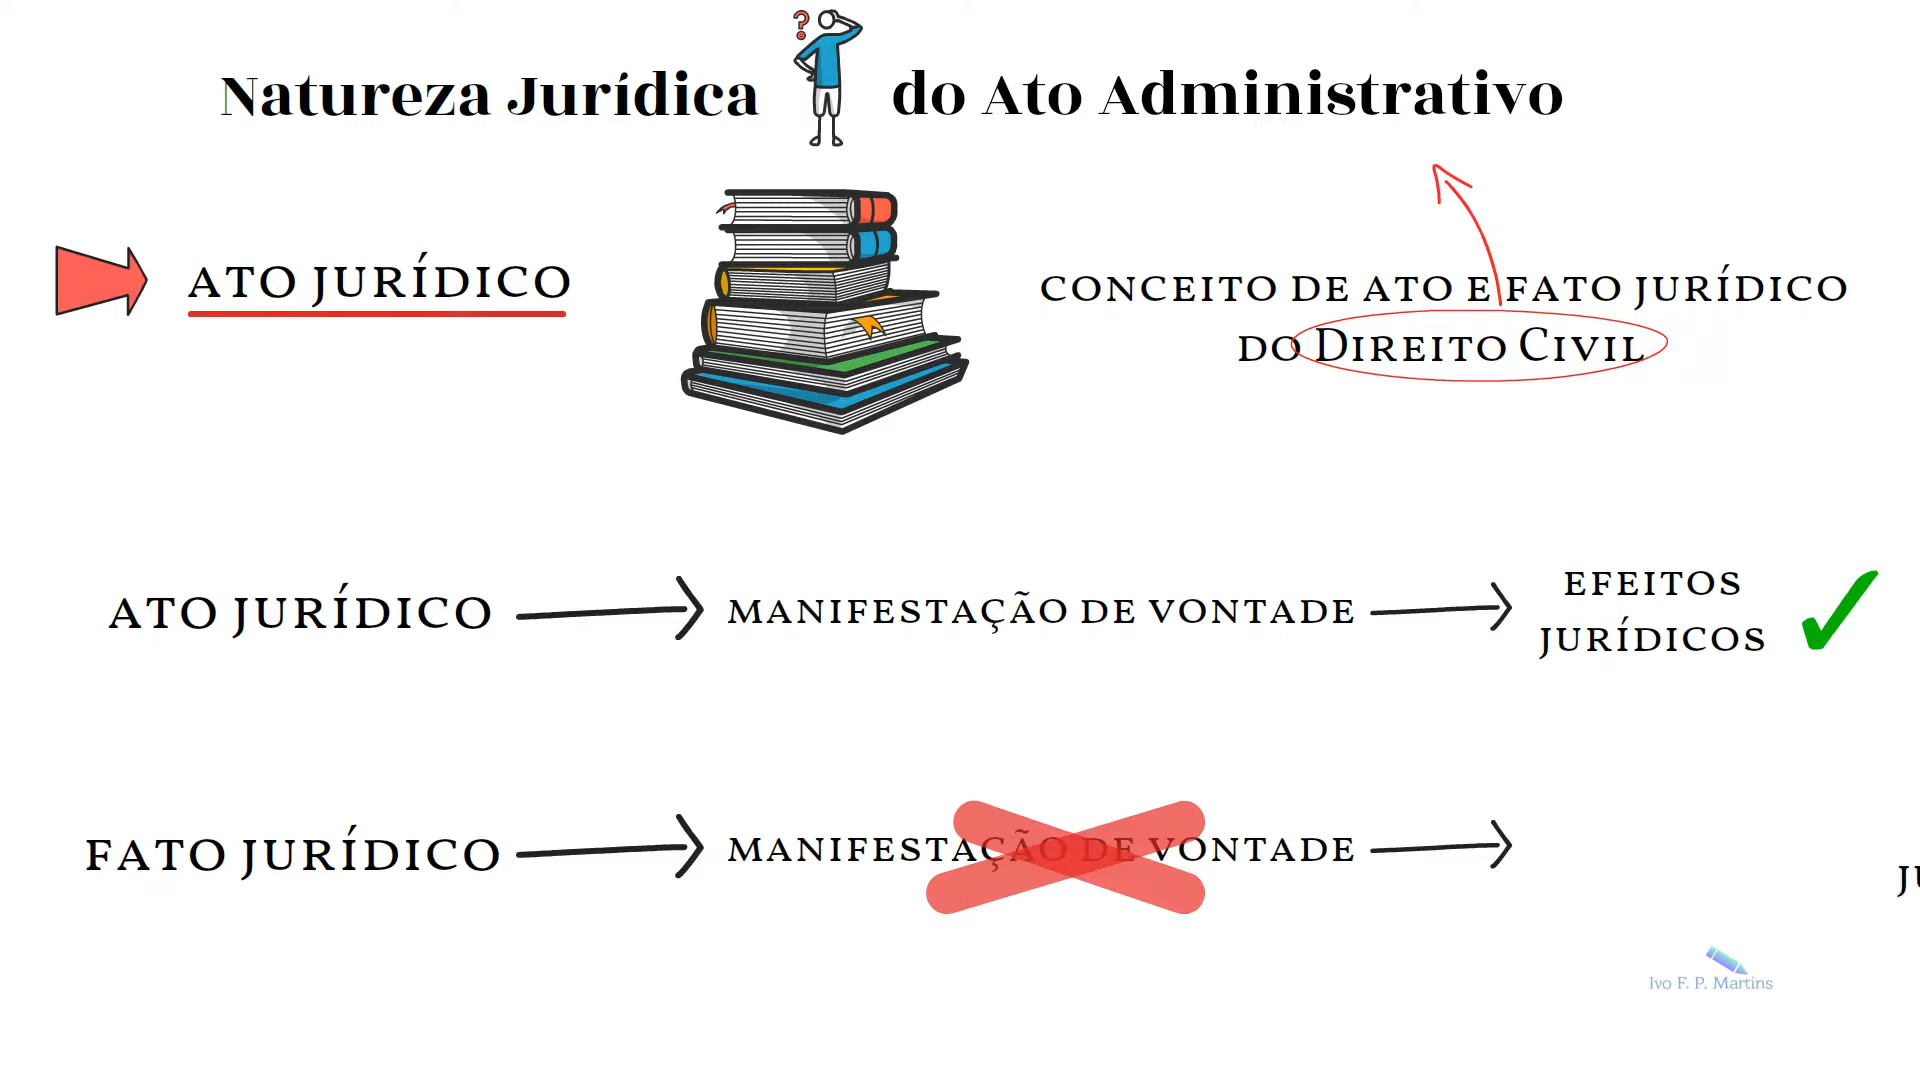 Natureza Jurídica do Ato Administrativo
?
ATO JURÍDICO
CONCEITO DE ATO E FATO JURÍDICO
DO DIREITO CIVIL
ATO JURÍDICO
MANIFESTAÇÃO DE VONTADE
EFEITOS
JURÍDICOS
FATO JURÍDICO
MANIFESTAÇÃO DE VONTADE
Ivo F. P. Martins